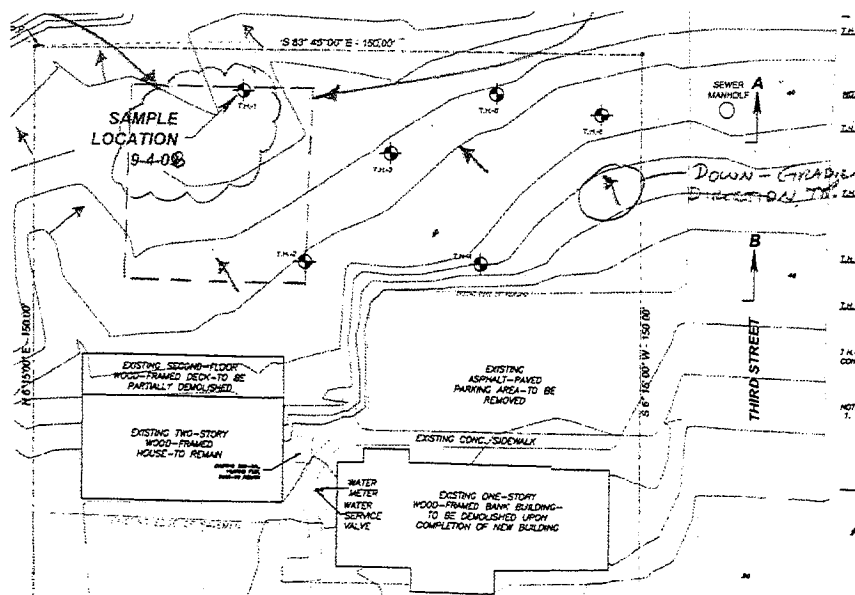 S 83° 45' 00" E - 150.00'
SAMPLE
LOCATION
9-4-08
T.H.-1
T.H.-2
T.H.-3
T.H.-4
SEWER
MANHOLE
A
DOWN-GRADIE
DIRECTION
B
THIRD STREET
S 6° 15' 00" W - 150.00'
N 6° 15' 00" E - 150.00'
EXISTING SECOND-FLOOR
WOOD-FRAMED DECK-TO BE
PARTIALLY DEMOLISHED
EXISTING TWO-STORY
WOOD-FRAMED
HOUSE-TO REMAIN
EXISTING
ASPHALT-PAVED
PARKING AREA-TO BE
REMOVED
EXISTING CONC. SIDEWALK
WATER
METER
WATER
SERVICE
VALVE
EXISTING ONE-STORY
WOOD-FRAMED BANK BUILDING-
TO BE DEMOLISHED UPON
COMPLETION OF NEW BUILDING
T.H.
T.H.
T.H.
T.H.
T.H.
CON
NOT
1.